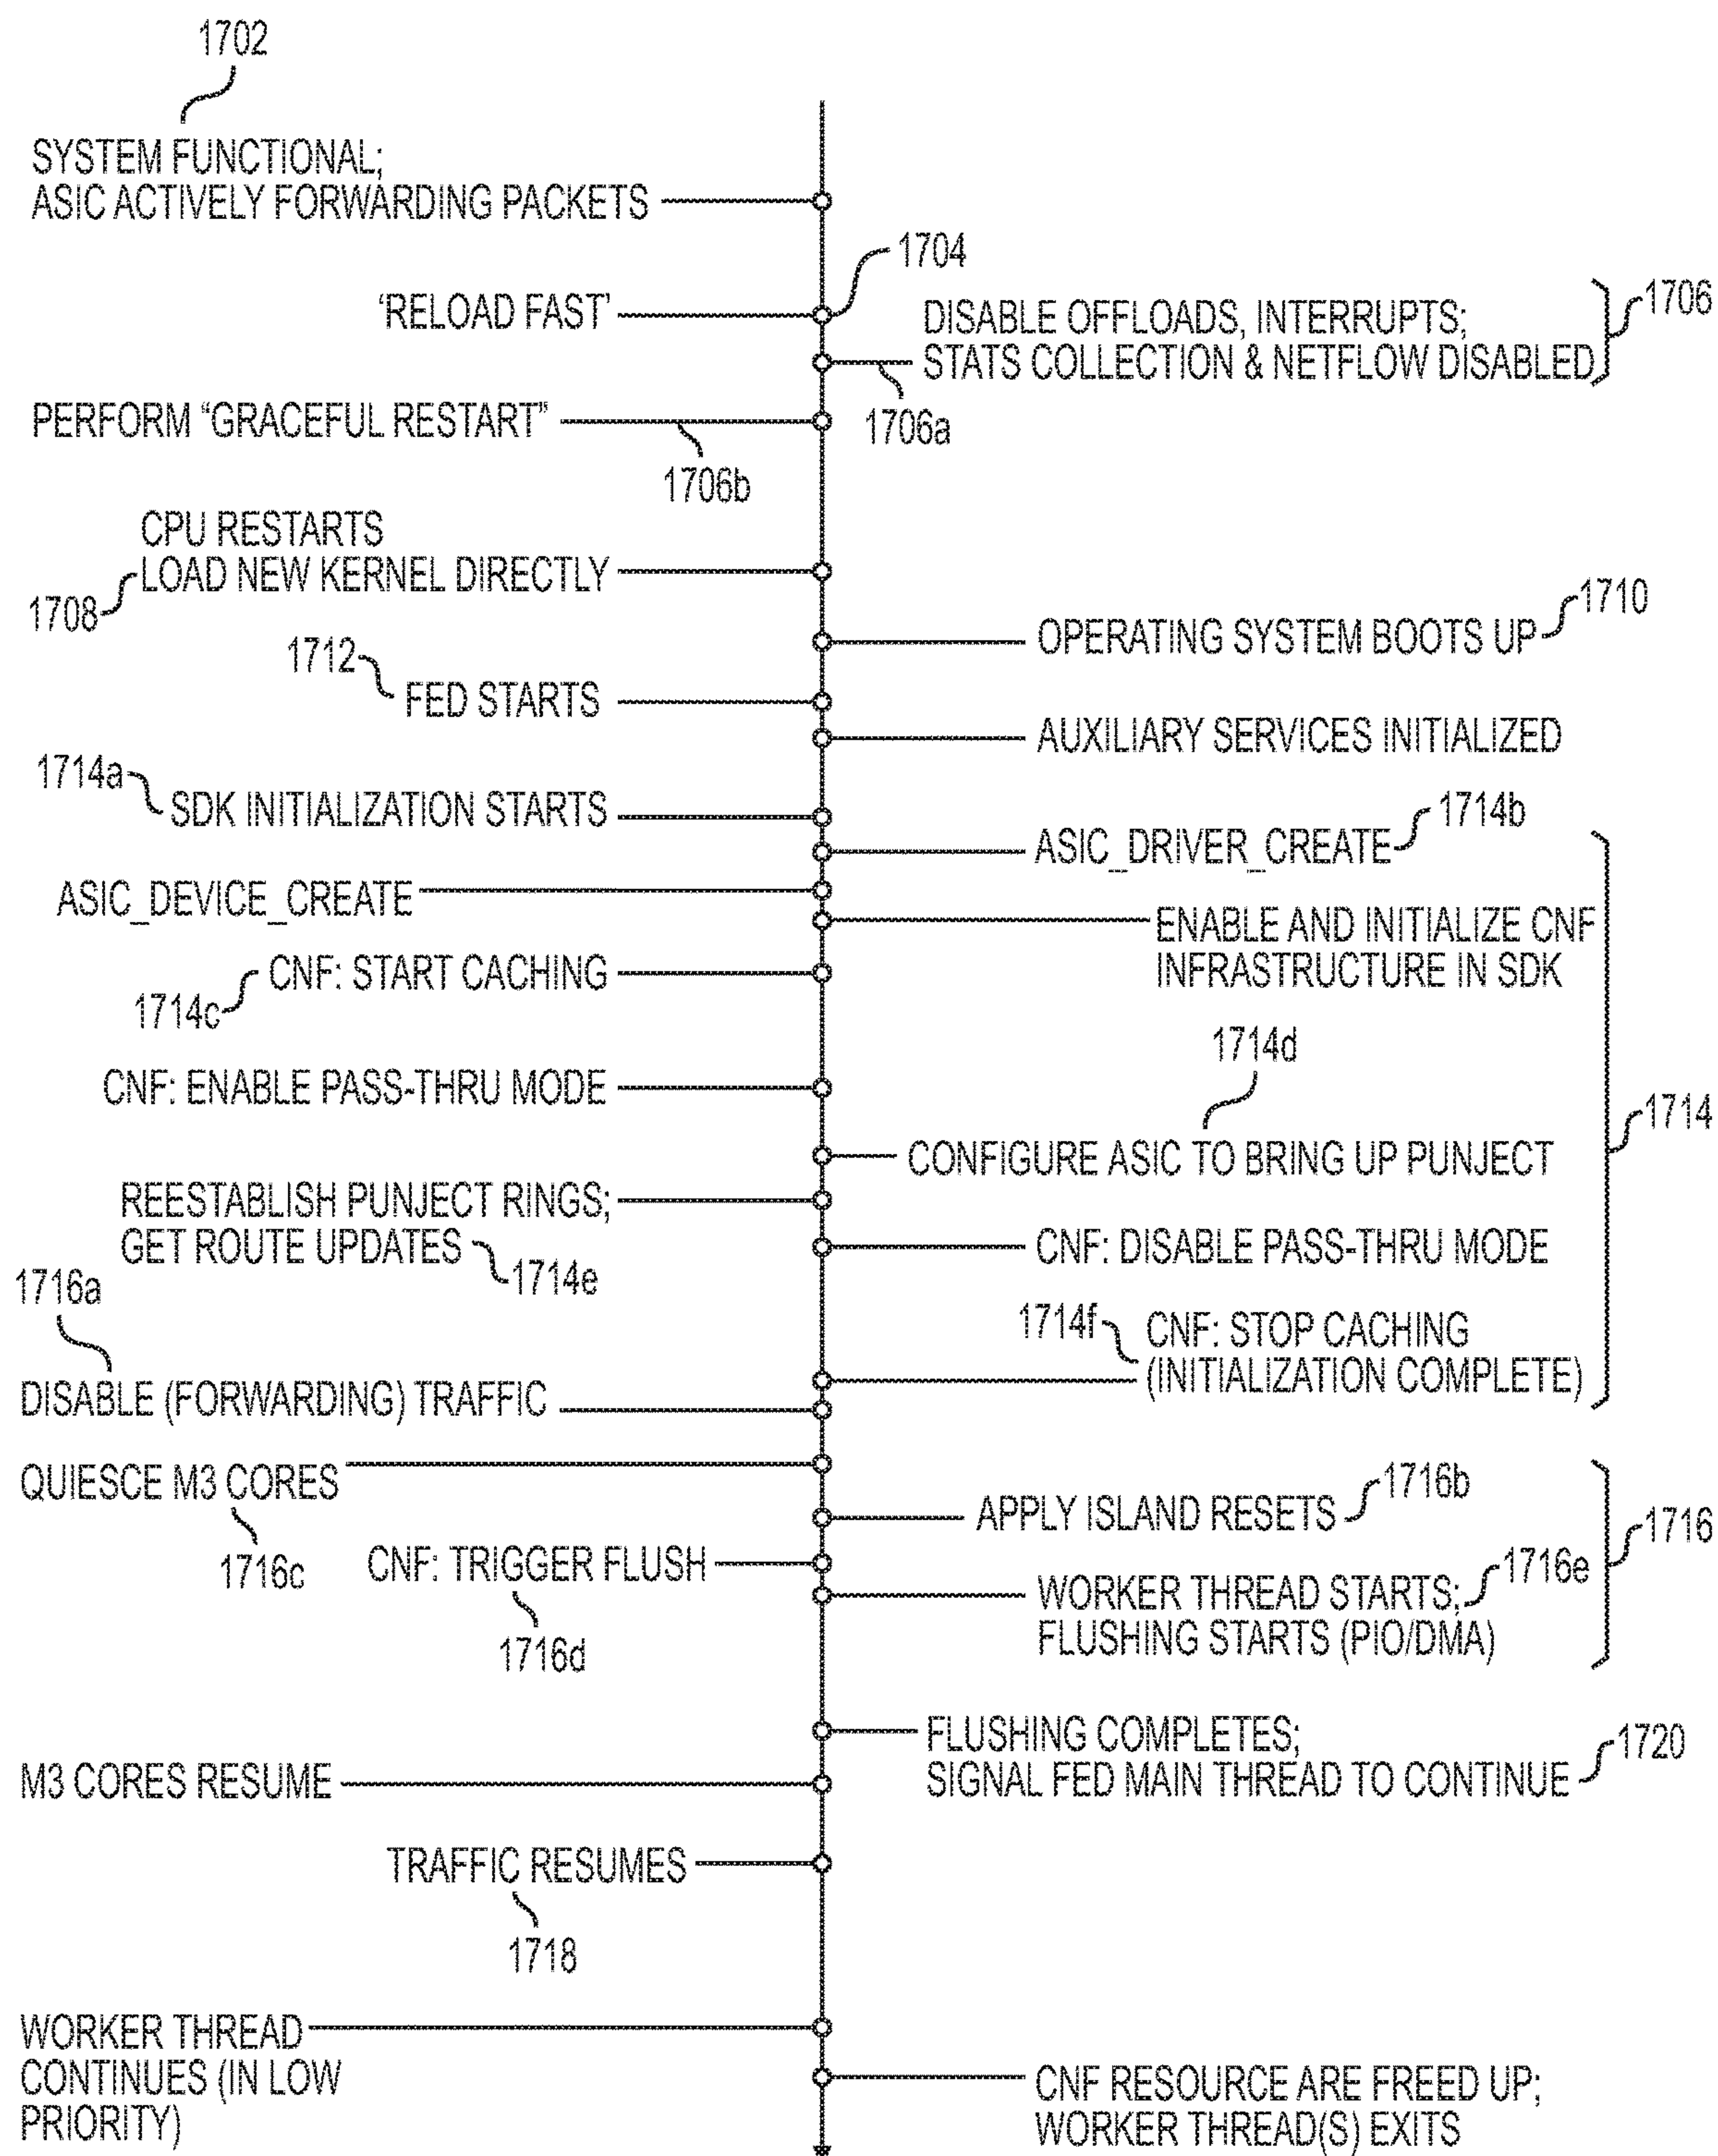 1702
SYSTEM FUNCTIONAL;
ASIC ACTIVELY FORWARDING PACKETS
1704
'RELOAD FAST'
1706
DISABLE OFFLOADS, INTERRUPTS;
STATS COLLECTION & NETFLOW DISABLED
1706a
PERFORM “GRACEFUL RESTART”
1706b
CPU RESTARTS
LOAD NEW KERNEL DIRECTLY
1708
1710
OPERATING SYSTEM BOOTS UP
1712
FED STARTS
AUXILIARY SERVICES INITIALIZED
1714a
SDK INITIALIZATION STARTS
1714b
ASIC_DRIVER_CREATE
ASIC_DEVICE_CREATE
ENABLE AND INITIALIZE CNF
INFRASTRUCTURE IN SDK
CNF: START CACHING
1714c
1714d
CNF: ENABLE PASS-THRU MODE
1714
CONFIGURE ASIC TO BRING UP PUNJECT
REESTABLISH PUNJECT RINGS;
GET ROUTE UPDATES
1714e
CNF: DISABLE PASS-THRU MODE
1716a
1714f
CNF: STOP CACHING
(INITIALIZATION COMPLETE)
DISABLE (FORWARDING) TRAFFIC
QUIESCE M3 CORES
1716c
1716b
APPLY ISLAND RESETS
1716
CNF: TRIGGER FLUSH
1716d
1716e
WORKER THREAD STARTS;
FLUSHING STARTS (PIO/DMA)
FLUSHING COMPLETES;
SIGNAL FED MAIN THREAD TO CONTINUE
1720
M3 CORES RESUME
TRAFFIC RESUMES
1718
WORKER THREAD
CONTINUES (IN LOW
PRIORITY)
CNF RESOURCE ARE FREED UP;
WORKER THREAD(S) EXITS